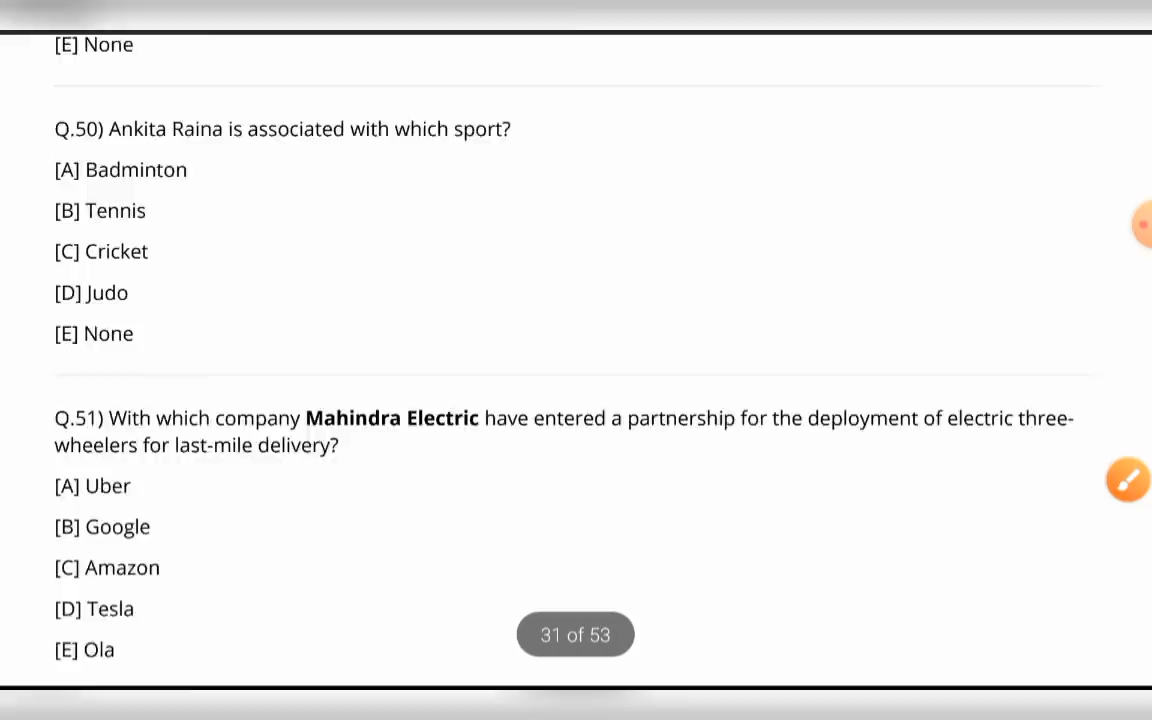 [E] None
Q.50) Ankita Raina is associated with which sport?
[A] Badminton
[B] Tennis
[C] Cricket
[D] Judo
[E] None
Q.51) With which company Mahindra Electric have entered a partnership for the deployment of electric three-
wheelers for last-mile delivery?
[A] Uber
[B] Google
[C] Amazon
[D] Tesla
[E] Ola
31 of 53